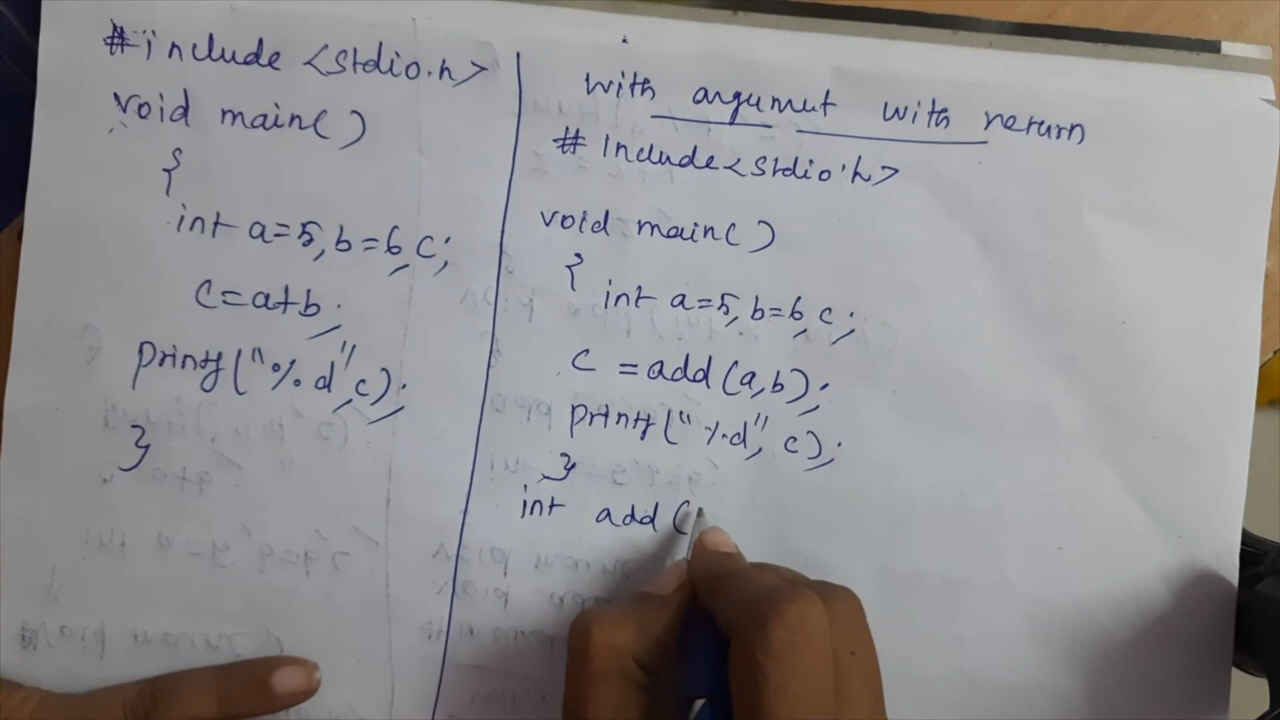 #include <stdio.h>
void main()
{
int a=5,b=6,c;
c=a+b;
printf("%d",c);
}
with argumut with return
#Include<stdio.h>
void main()
{
int a=5,b=6,c;
c =add(a,b);
printf("%d",c);
}
int add(